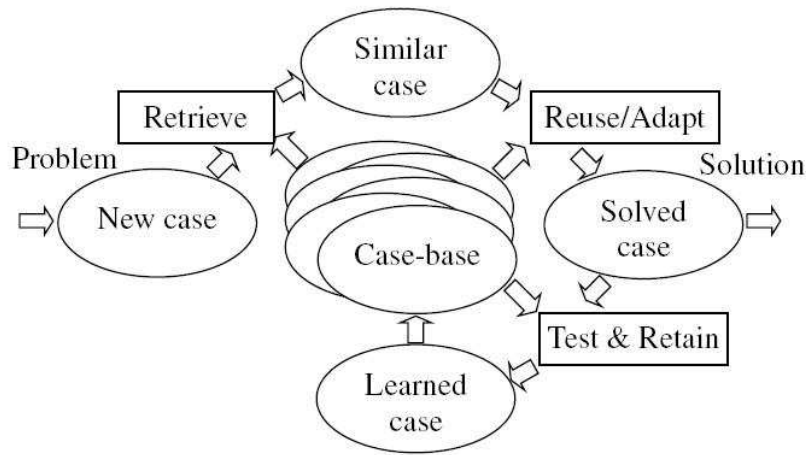 Similar
case
Retrieve
Reuse/Adapt
Problem
Solution
New case
Solved
case
Case-base
Test & Retain
Learned
case